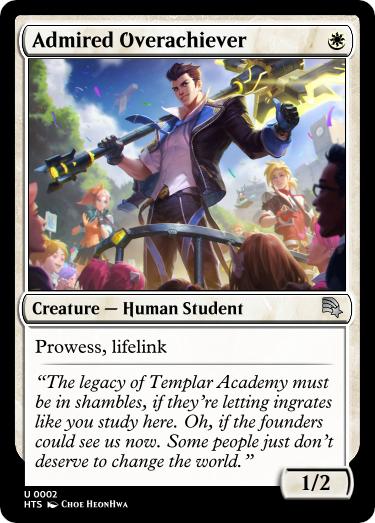 Admired Overachiever
Creature — Human Student
Prowess, lifelink
“The legacy of Templar Academy must
be in shambles, if they’re letting ingrates
like you study here. Oh, if the founders
could see us now. Some people just don’t
deserve to change the world.”
1/2
U 0002
HTS Choe HeonHwa